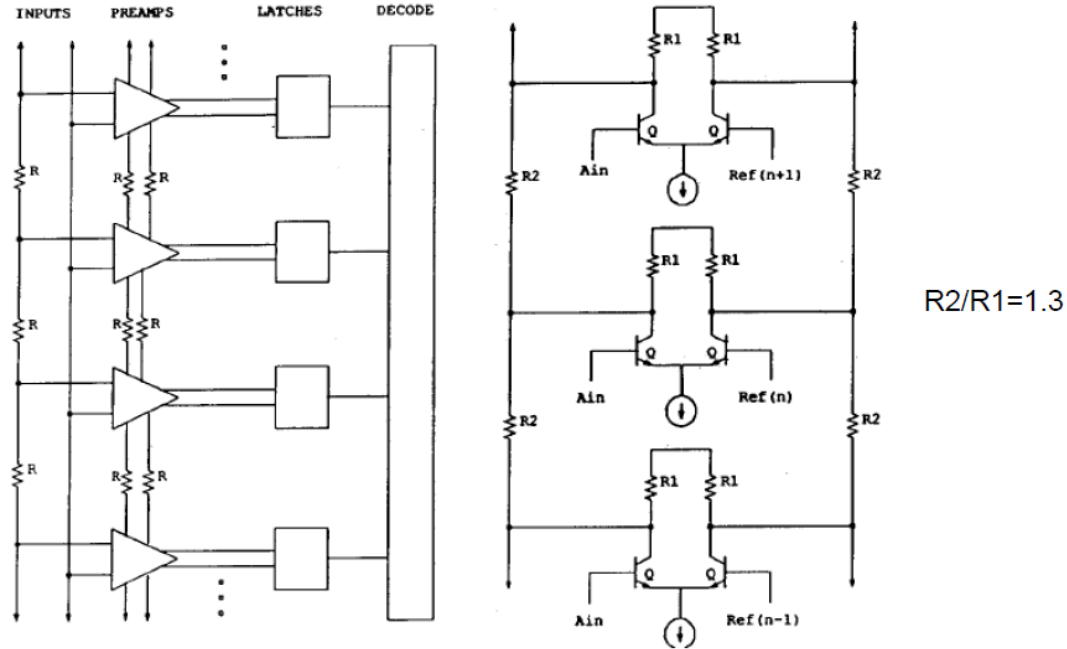 INPUTS PREAMPS LATCHES DECODE
R
R R
R
R R
R
R R
R1 R1
Q Q
Ain Ref(n+1)
R2 R2
R1 R1
Q Q
Ain Ref(n)
R2 R2
R1 R1
Q Q
Ain Ref(n-1)
R2/R1=1.3